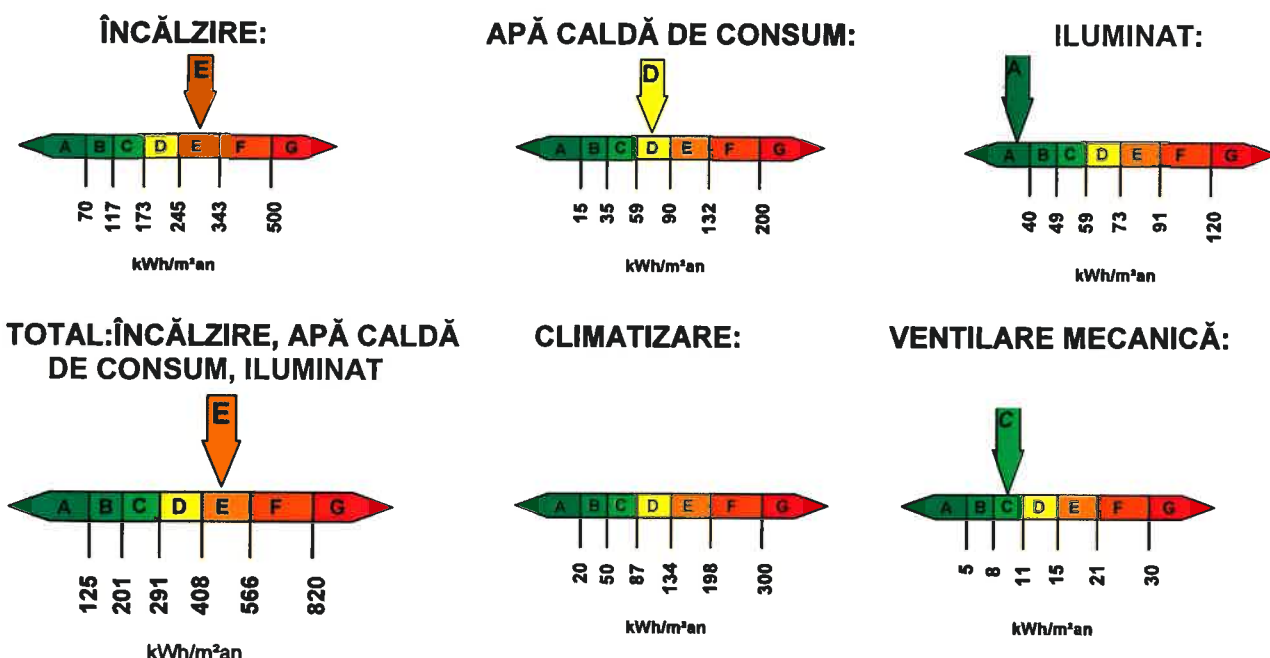 ÎNCĂLZIRE:
E
A B C D E F G
70 117 173 245 343 500
kWh/m²an
APĂ CALDĂ DE CONSUM:
D
A B C D E F G
15 35 59 90 132 200
kWh/m²an
ILUMINAT:
A
A B C D E F G
40 49 59 73 91 120
kWh/m²an
TOTAL:ÎNCĂLZIRE, APĂ CALDĂ
DE CONSUM, ILUMINAT
E
A B C D E F G
125 201 291 408 566 820
kWh/m²an
CLIMATIZARE:
A B C D E F G
20 50 87 134 198 300
kWh/m²an
VENTILARE MECANICĂ:
C
A B C D E F G
5 8 11 15 21 30
kWh/m²an